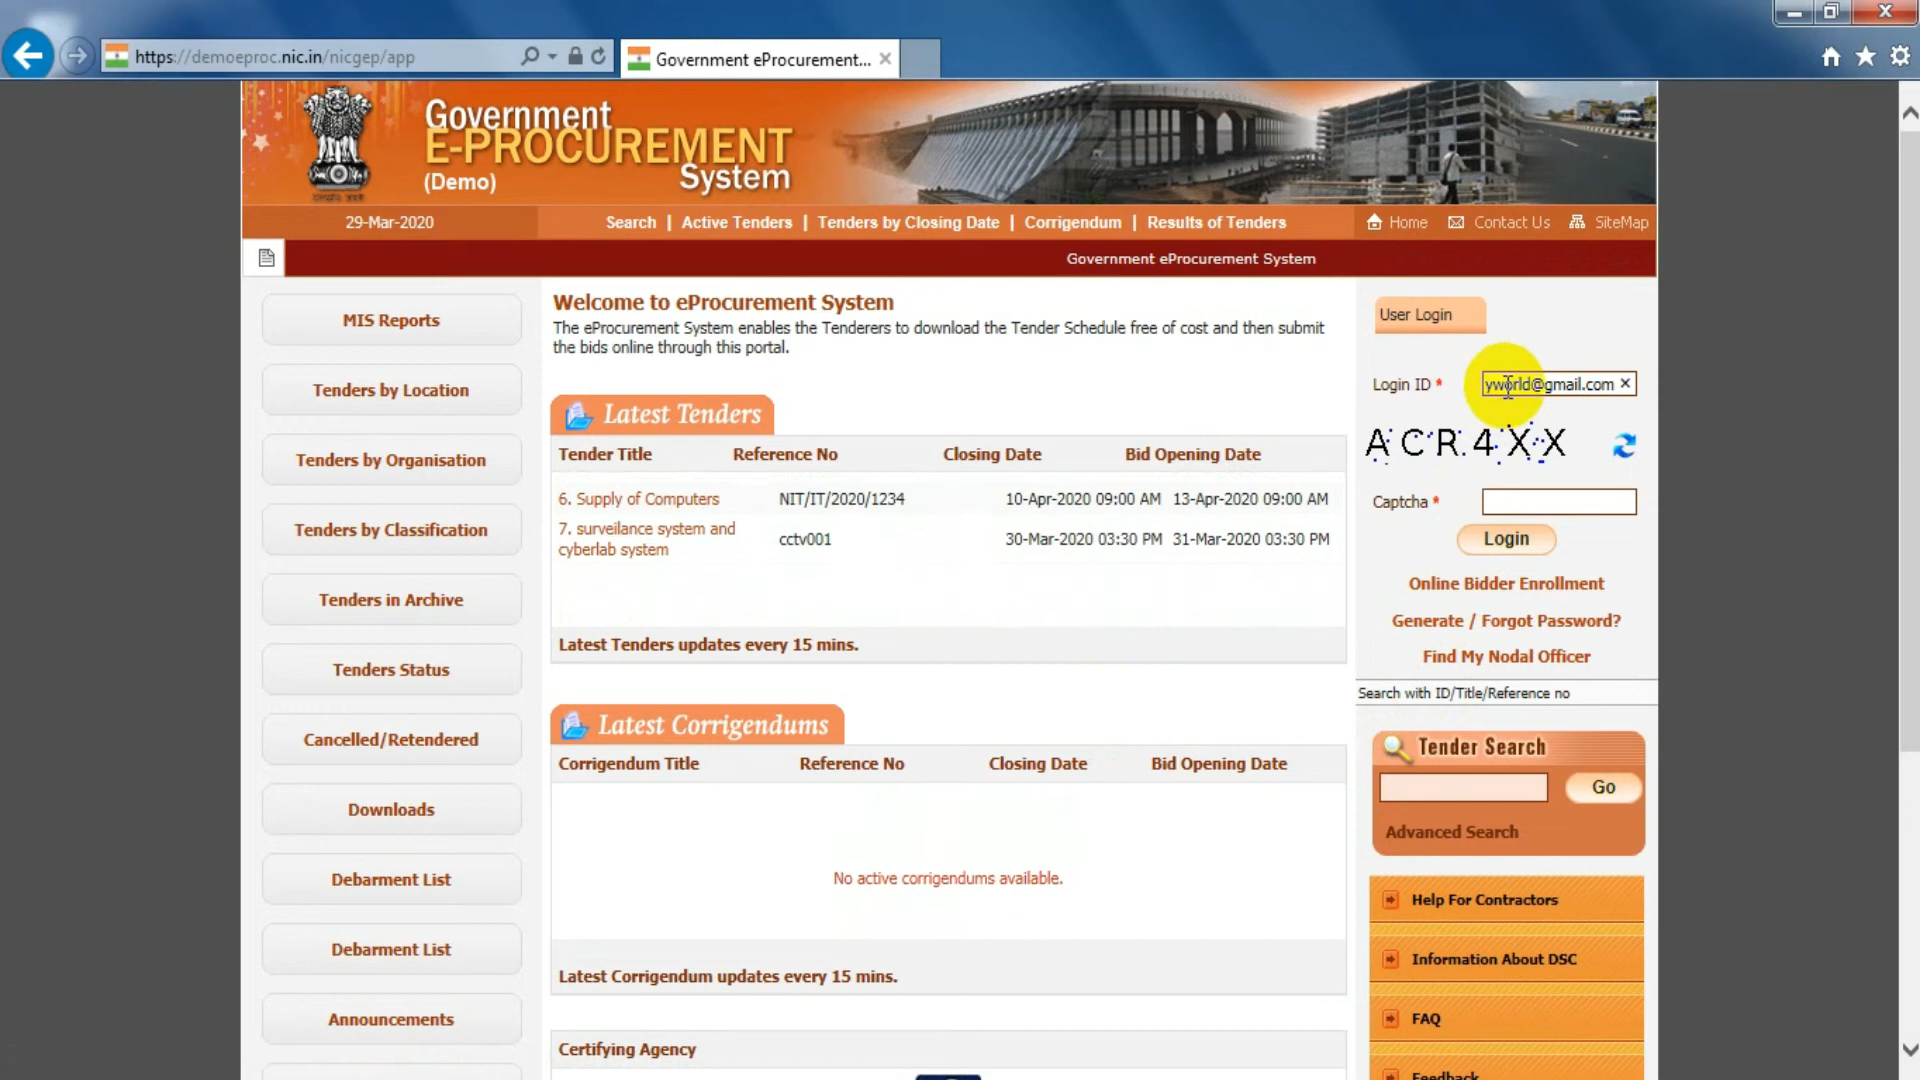 https://demoeproc.nic.in/nicgep/app
Government eProcurement...
Government
E-PROCUREMENT
(Demo) System
29-Mar-2020
Search | Active Tenders | Tenders by Closing Date | Corrigendum | Results of Tenders
Home Contact Us SiteMap
Government eProcurement System
MIS Reports
Tenders by Location
Tenders by Organisation
Tenders by Classification
Tenders in Archive
Tenders Status
Cancelled/Retendered
Downloads
Debarment List
Debarment List
Announcements
Welcome to eProcurement System
The eProcurement System enables the Tenderers to download the Tender Schedule free of cost and then submit
the bids online through this portal.
Latest Tenders
Tender Title Reference No Closing Date Bid Opening Date
6. Supply of Computers NIT/IT/2020/1234 10-Apr-2020 09:00 AM 13-Apr-2020 09:00 AM
7. surveilance system and
cyberlab system cctv001 30-Mar-2020 03:30 PM 31-Mar-2020 03:30 PM
Latest Tenders updates every 15 mins.
Latest Corrigendums
Corrigendum Title Reference No Closing Date Bid Opening Date
No active corrigendums available.
Latest Corrigendum updates every 15 mins.
Certifying Agency
User Login
Login ID * yworld@gmail.com
A C R 4 X X
Captcha *
Login
Online Bidder Enrollment
Generate / Forgot Password?
Find My Nodal Officer
Search with ID/Title/Reference no
Tender Search
Go
Advanced Search
Help For Contractors
Information About DSC
FAQ
Feedback